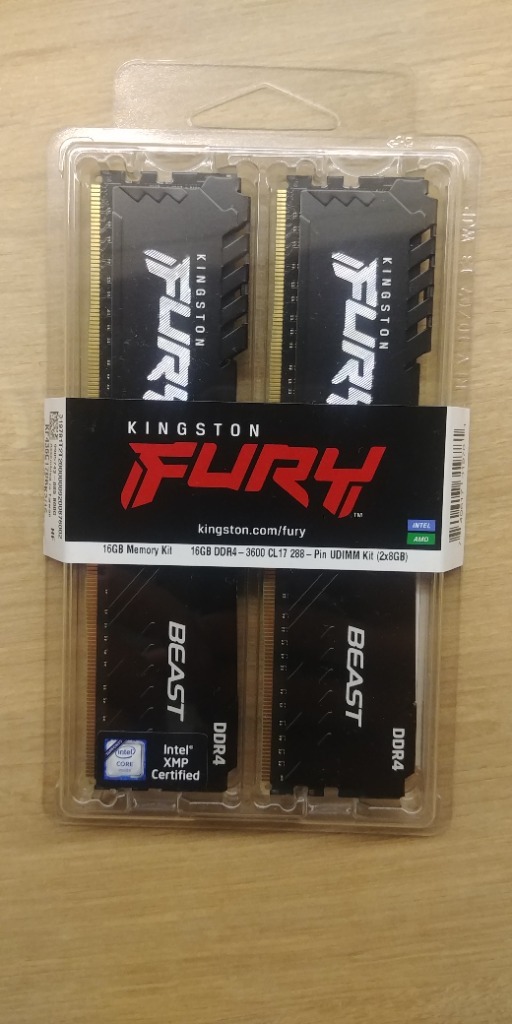 KINGSTON
FURY
KINGSTON
FURY
KINGSTON
FURY™
kingston.com/fury
INTEL
AMD
16GB Memory Kit 16GB DDR4 – 3600 CL17 288 – Pin UDIMM Kit (2x8GB)
BEAST
DDR4
BEAST
DDR4
intel
CORE
Intel®
XMP
Certified